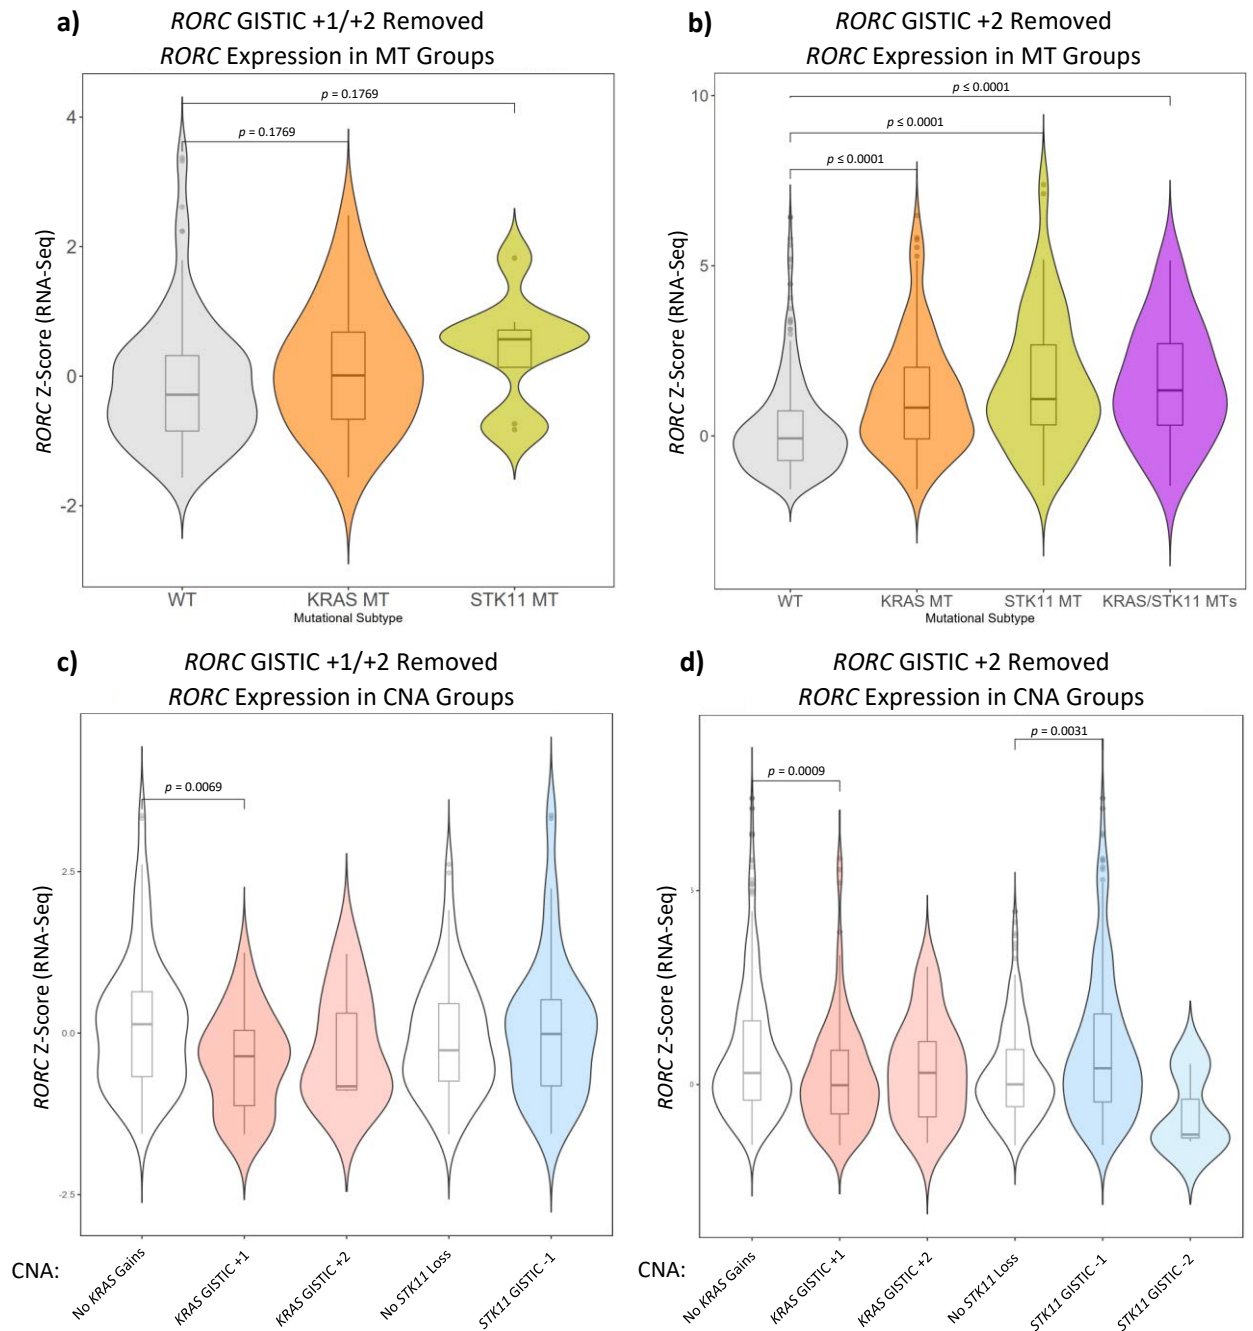 a)
RORC GISTIC +1/+2 Removed
RORC Expression in MT Groups
p = 0.1769
p = 0.1769
4
2
0
-2
RORC Z-Score (RNA-Seq)
WT
KRAS MT
STK11 MT
Mutational Subtype
b)
RORC GISTIC +2 Removed
RORC Expression in MT Groups
p ≤ 0.0001
p ≤ 0.0001
p ≤ 0.0001
10
5
0
RORC Z-Score (RNA-Seq)
WT
KRAS MT
STK11 MT
KRAS/STK11 MTs
Mutational Subtype
c)
RORC GISTIC +1/+2 Removed
RORC Expression in CNA Groups
p = 0.0069
2.5
0.0
-2.5
RORC Z-Score (RNA-Seq)
CNA:
No KRAS Gains
KRAS GISTIC +1
KRAS GISTIC +2
No STK11 Loss
STK11 GISTIC -1
d)
RORC GISTIC +2 Removed
RORC Expression in CNA Groups
p = 0.0031
p = 0.0009
5
0
RORC Z-Score (RNA-Seq)
CNA:
No KRAS Gains
KRAS GISTIC +1
KRAS GISTIC +2
No STK11 Loss
STK11 GISTIC -1
STK11 GISTIC -2